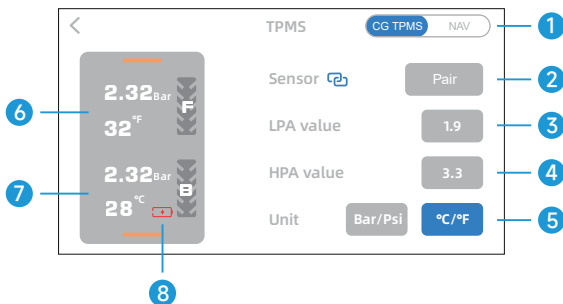 TPMS CG TPMS NAV 1
Sensor Pair 2
LPA value 1.9 3
HPA value 3.3 4
Unit Bar/Psi °C/°F 5
6 2.32Bar F
32°F
7 2.32Bar B
28°C
8